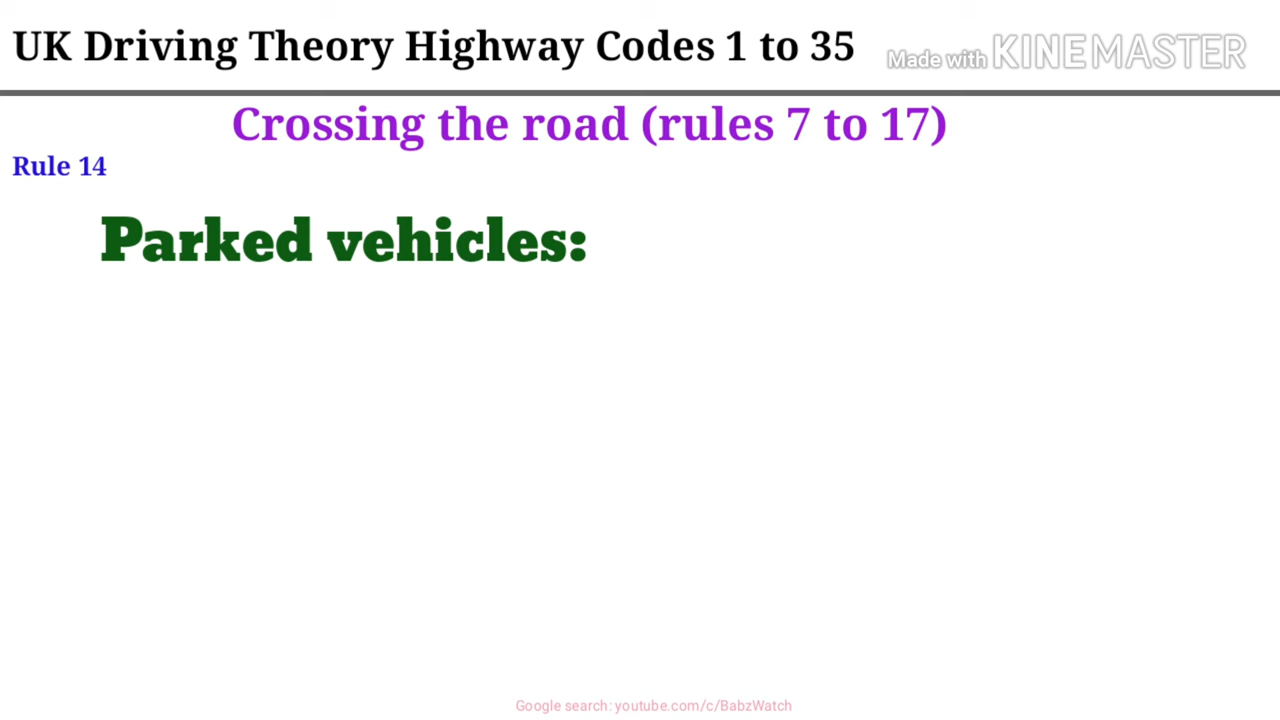 UK Driving Theory Highway Codes 1 to 35
Made with KINEMASTER
Crossing the road (rules 7 to 17)
Rule 14
Parked vehicles:
Google search: youtube.com/c/BabzWatch